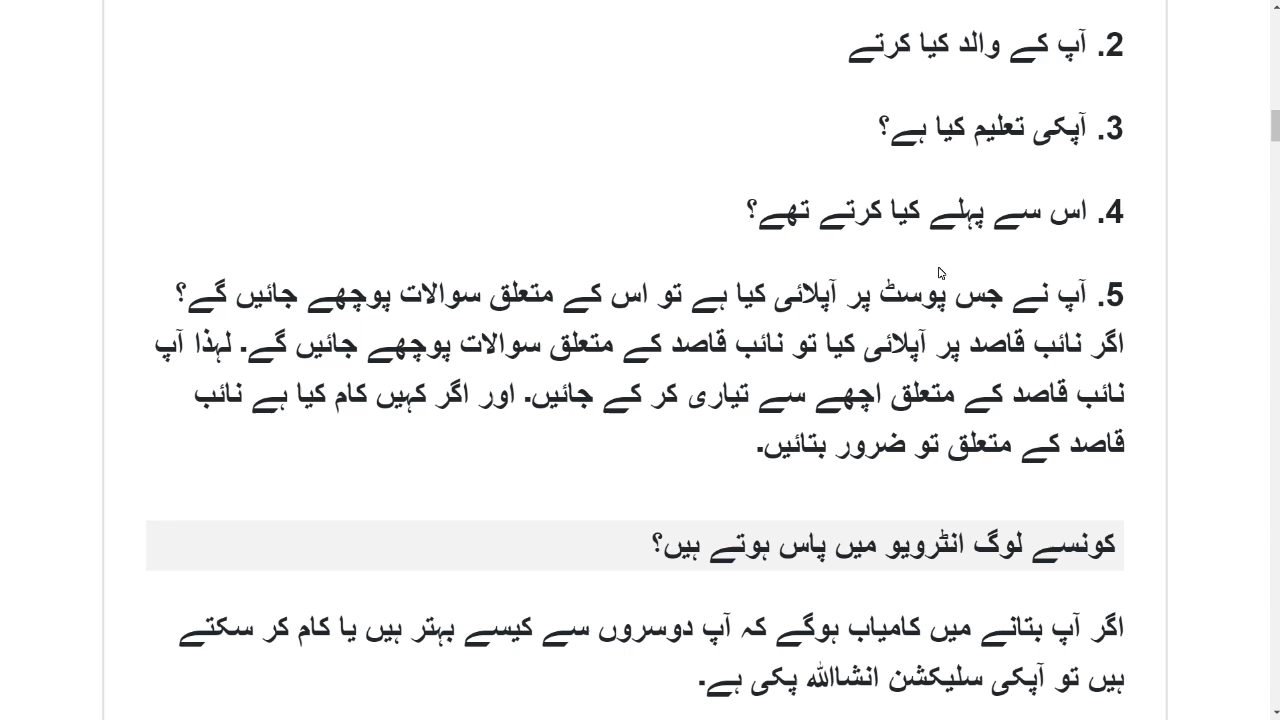 2. آپ کے والد کیا کرتے
3. آپکی تعلیم کیا ہے؟
4. اس سے پہلے کیا کرتے تھے؟
5. آپ نے جس پوسٹ پر آپلائی کیا ہے تو اس کے متعلق سوالات پوچھے جائیں گے؟
اگر نائب قاصد پر آپلائی کیا تو نائب قاصد کے متعلق سوالات پوچھے جائیں گے۔ لہذا آپ
نائب قاصد کے متعلق اچھے سے تیاری کر کے جائیں۔ اور اگر کہیں کام کیا ہے نائب
قاصد کے متعلق تو ضرور بتائیں۔
کونسے لوگ انٹرویو میں پاس ہوتے ہیں؟
اگر آپ بتانے میں کامیاب ہوگے کہ آپ دوسروں سے کیسے بہتر ہیں یا کام کر سکتے
ہیں تو آپکی سلیکشن انشااللہ پکی ہے۔